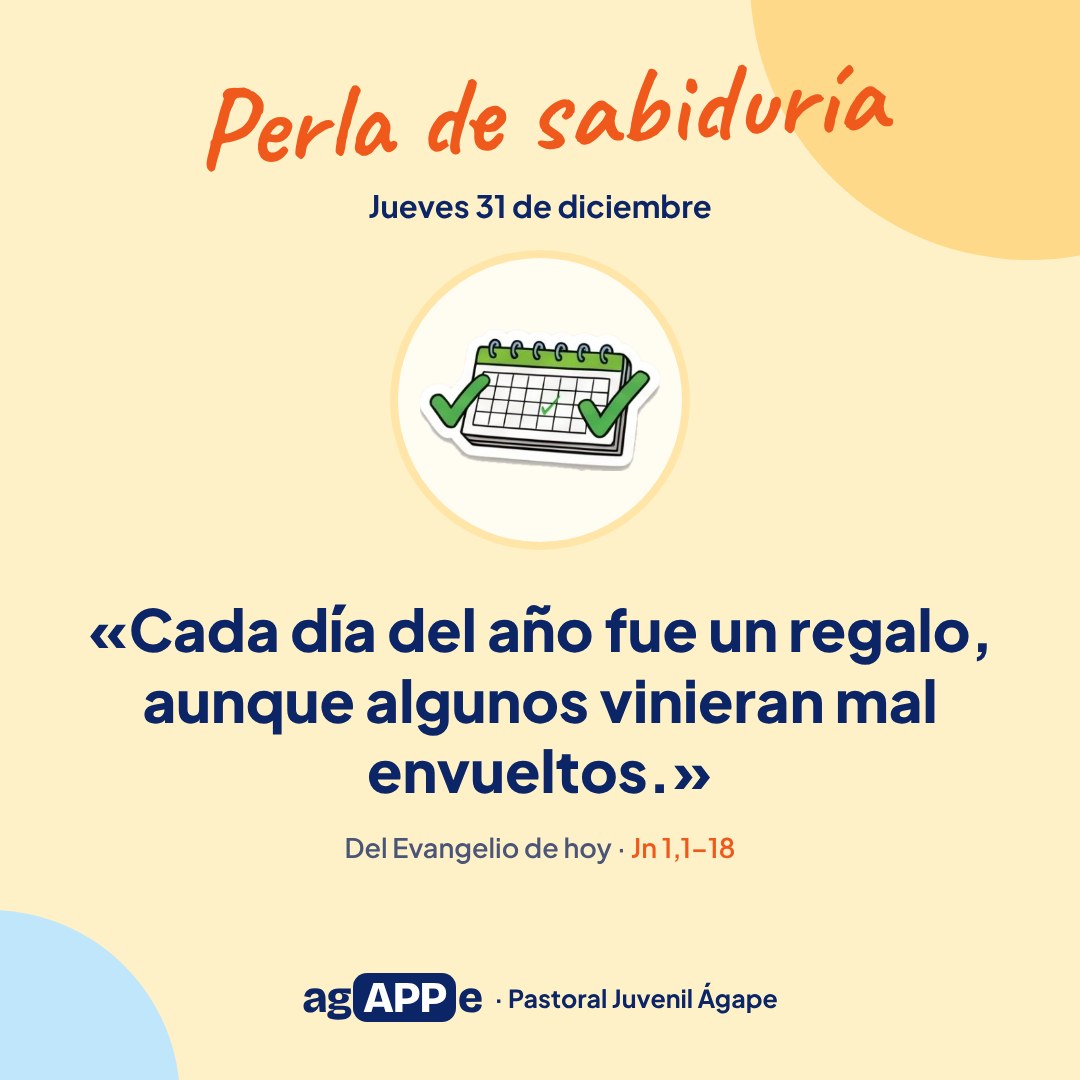 Perla de sabiduría
Jueves 31 de diciembre
«Cada día del año fue un regalo,
aunque algunos vinieran mal
envueltos.»
Del Evangelio de hoy · Jn 1,1–18
agAPPe · Pastoral Juvenil Ágape